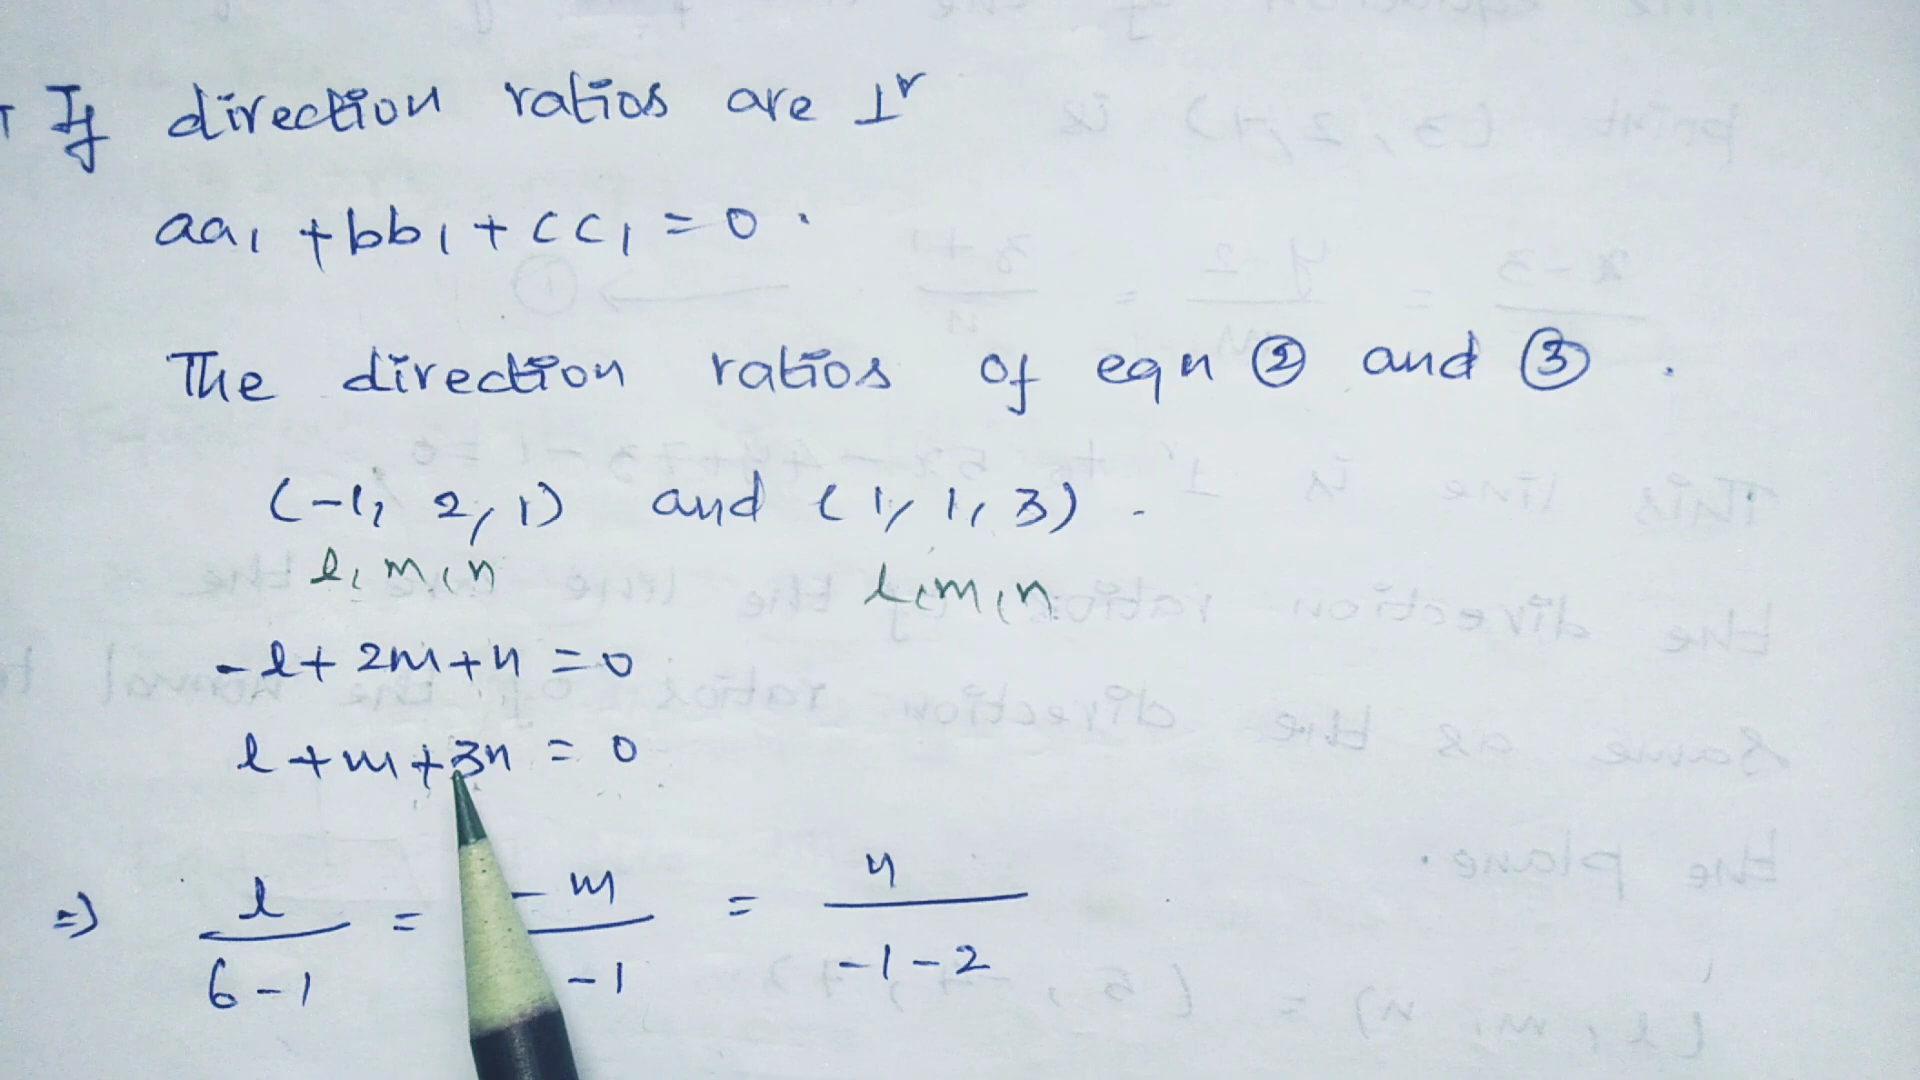 If direction ratios are ⊥r
aa1 + bb1 + cc1 = 0.
The direction ratios of eqn ② and ③.
(-1, 2, 1) and (1, 1, 3).
l, m, n l, m, n
-l + 2m + n = 0
l + m + 3n = 0
⇒ l/(6-1) = -m/-1 = n/(-1-2)